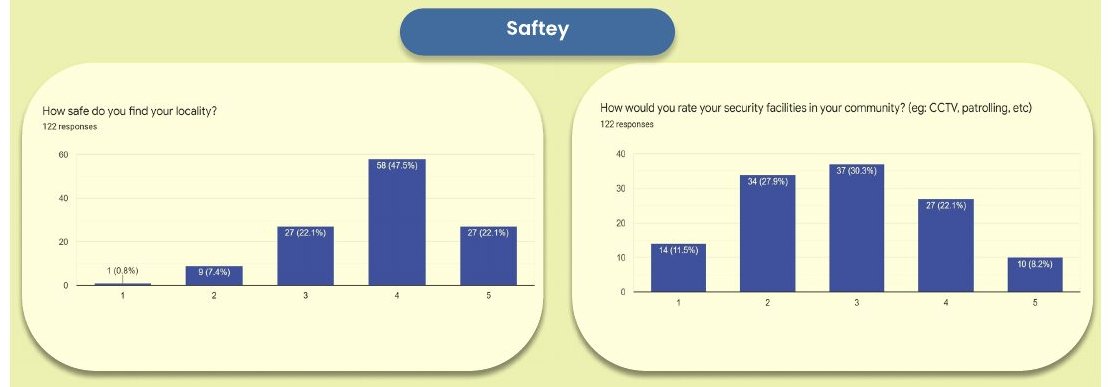 Saftey
How safe do you find your locality?
122 responses
60
40
20
0
1 (0.8%)
9 (7.4%)
27 (22.1%)
58 (47.5%)
27 (22.1%)
1 2 3 4 5
How would you rate your security facilities in your community? (eg: CCTV, patrolling, etc)
122 responses
40
30
20
10
0
14 (11.5%)
34 (27.9%)
37 (30.3%)
27 (22.1%)
10 (8.2%)
1 2 3 4 5